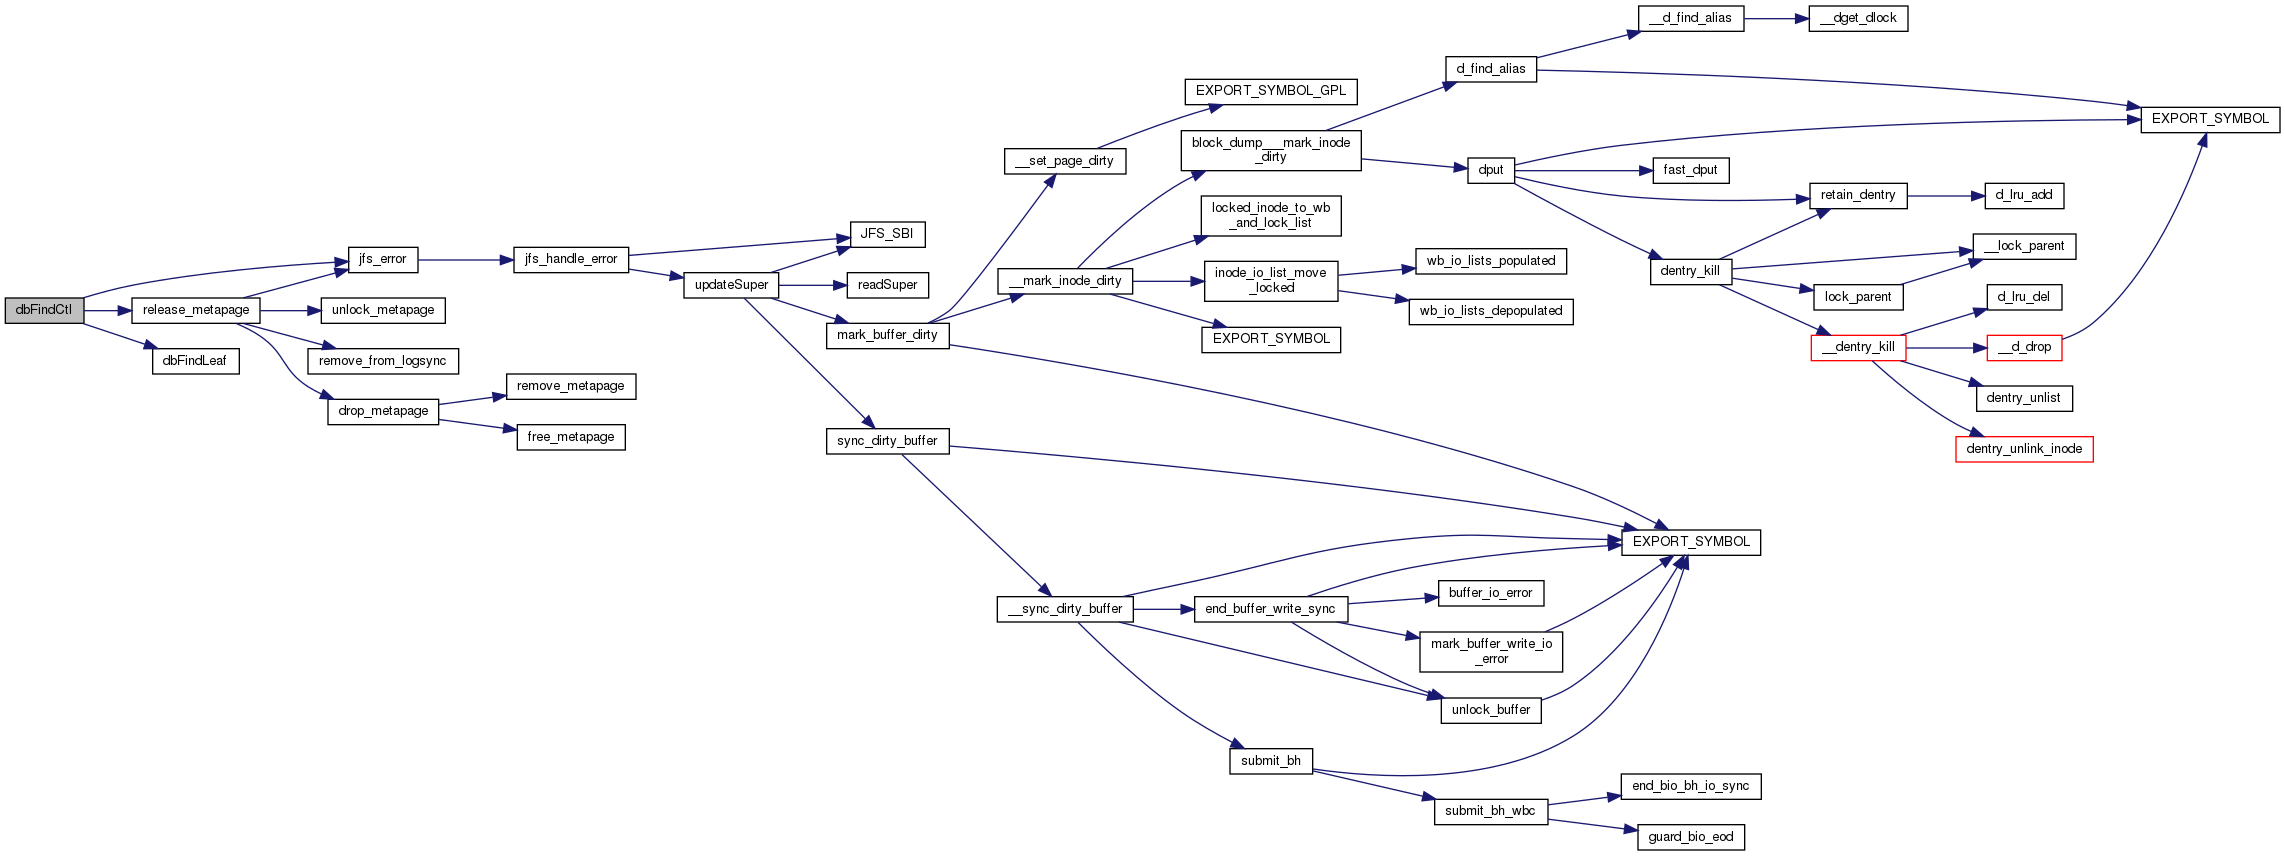 dbFindCtl
jfs_error
release_metapage
dbFindLeaf
unlock_metapage
remove_from_logsync
drop_metapage
remove_metapage
free_metapage
jfs_handle_error
JFS_SBI
updateSuper
readSuper
mark_buffer_dirty
sync_dirty_buffer
EXPORT_SYMBOL_GPL
__set_page_dirty
__mark_inode_dirty
block_dump___mark_inode
_dirty
locked_inode_to_wb
_and_lock_list
inode_io_list_move
_locked
EXPORT_SYMBOL
wb_io_lists_populated
wb_io_lists_depopulated
d_find_alias
__d_find_alias
__dget_dlock
dput
fast_dput
retain_dentry
d_lru_add
dentry_kill
__lock_parent
lock_parent
__dentry_kill
d_lru_del
__d_drop
dentry_unlist
dentry_unlink_inode
EXPORT_SYMBOL
EXPORT_SYMBOL
__sync_dirty_buffer
end_buffer_write_sync
buffer_io_error
mark_buffer_write_io
_error
unlock_buffer
submit_bh
submit_bh_wbc
end_bio_bh_io_sync
guard_bio_eod